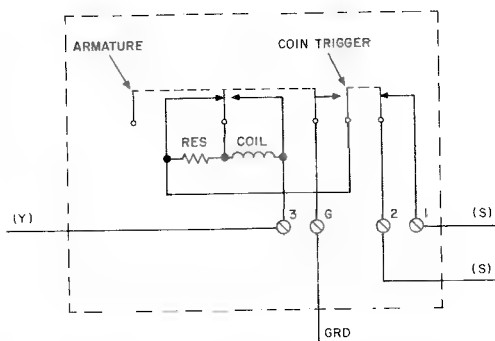 ARMATURE
COIN TRIGGER
RES
COIL
(Y)
3
G
2
1
(S)
(S)
GRD